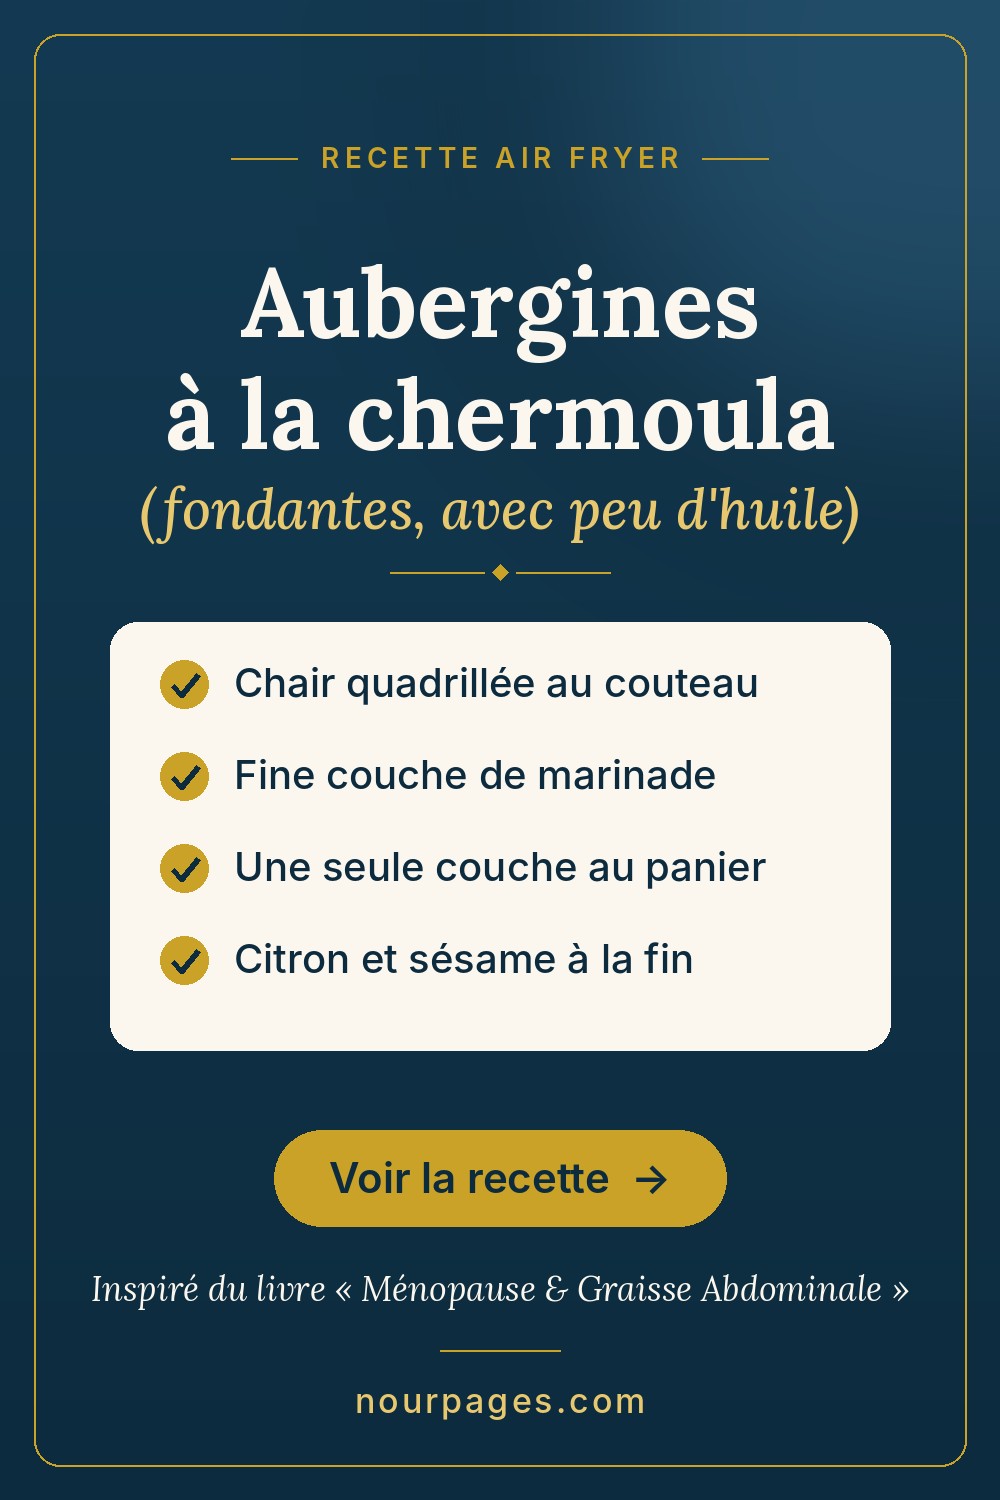 RECETTE AIR FRYER
Aubergines
à la chermoula
(fondantes, avec peu d'huile)
Chair quadrillée au couteau
Fine couche de marinade
Une seule couche au panier
Citron et sésame à la fin
Voir la recette →
Inspiré du livre « Ménopause & Graisse Abdominale »
nourpages.com